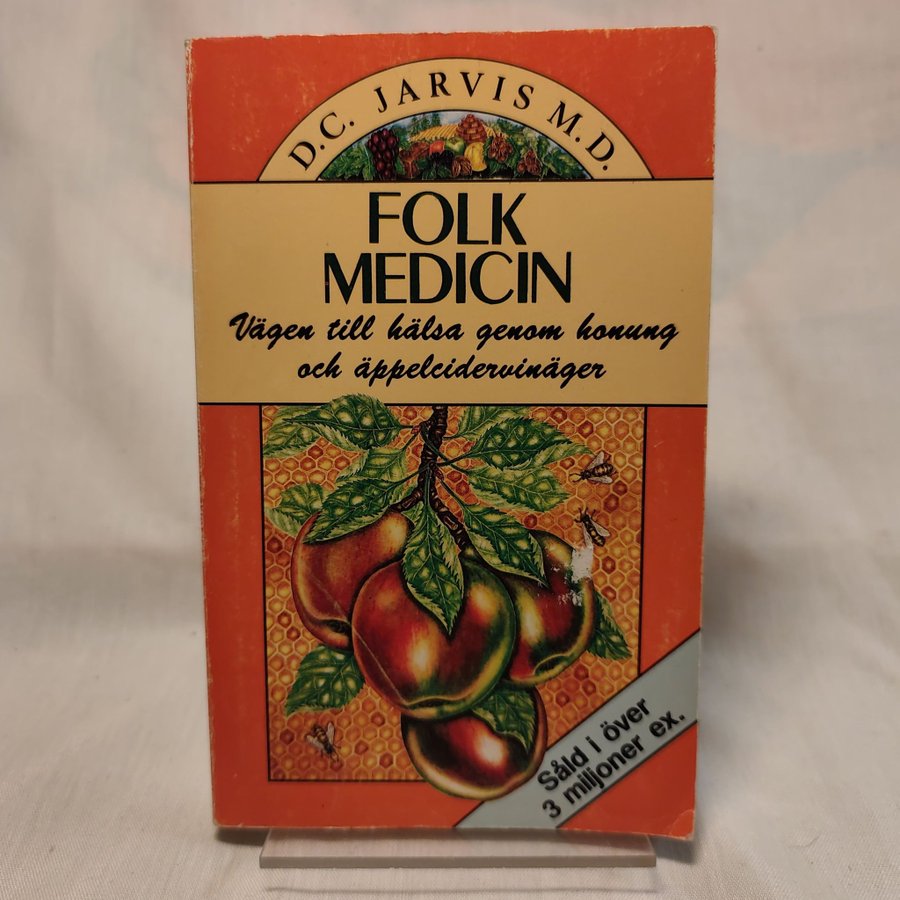 D.C. JARVIS M.D.
FOLK
MEDICIN
Vägen till hälsa genom honung
och äppelcidervinäger
Såld i över
3 miljoner ex.